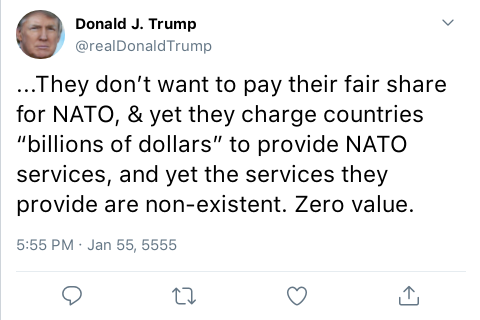 Donald J. Trump
@realDonaldTrump
...They don’t want to pay their fair share
for NATO, & yet they charge countries
“billions of dollars” to provide NATO
services, and yet the services they
provide are non-existent. Zero value.
5:55 PM · Jan 55, 5555